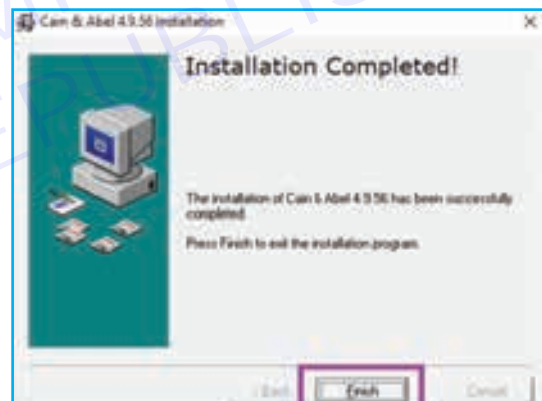 Cain & Abel 4.9.56 Installation
Installation Completed!
The installation of Cain & Abel 4.9.56 has been successfully
completed.
Press Finish to exit the installation program.
< Back
Finish
Cancel